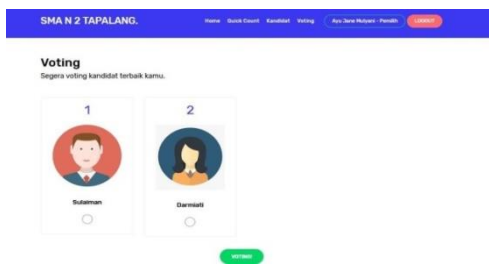 SMA N 2 TAPALANG.
Home Quick Count Kandidat Voting Ayu Jane Mulyani - Pemilih LOGOUT
Voting
Segera voting kandidat terbaik kamu.
1 2
Sulaiman Darmiati
VOTING